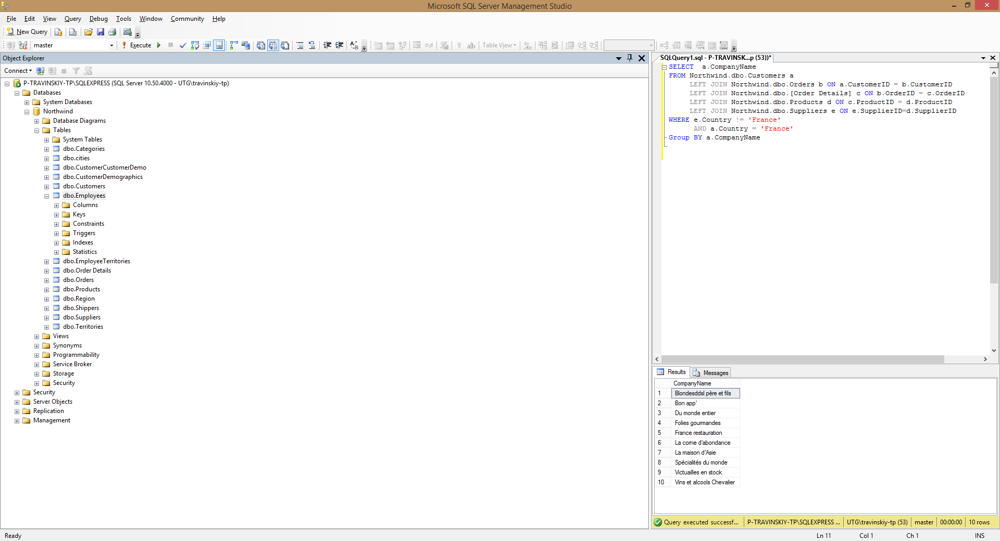 Microsoft SQL Server Management Studio
File Edit View Query Debug Tools Window Community Help
New Query
master Execute Table View
Object Explorer
Connect
P-TRAVINSKIY-TP\SQLEXPRESS (SQL Server 10.50.4000 - UTG\travinskiy-tp)
Databases
System Databases
Northwind
Database Diagrams
Tables
System Tables
dbo.Categories
dbo.cities
dbo.CustomerCustomerDemo
dbo.CustomerDemographics
dbo.Customers
dbo.Employees
Columns
Keys
Constraints
Triggers
Indexes
Statistics
dbo.EmployeeTerritories
dbo.Order Details
dbo.Orders
dbo.Products
dbo.Region
dbo.Shippers
dbo.Suppliers
dbo.Territories
Views
Synonyms
Programmability
Service Broker
Storage
Security
Security
Server Objects
Replication
Management
SQLQuery1.sql - P-TRAVINSK...p (53))*
SELECT  a.CompanyName
FROM Northwind.dbo.Customers a
LEFT JOIN Northwind.dbo.Orders b ON a.CustomerID = b.CustomerID
LEFT JOIN Northwind.dbo.[Order Details] c ON b.OrderID = c.OrderID
LEFT JOIN Northwind.dbo.Products d ON c.ProductID = d.ProductID
LEFT JOIN Northwind.dbo.Suppliers e ON e.SupplierID=d.SupplierID
WHERE e.Country != 'France'
AND a.Country = 'France'
Group BY a.CompanyName
Results Messages
CompanyName
1 Blondesddsl père et fils
2 Bon app'
3 Du monde entier
4 Folies gourmandes
5 France restauration
6 La corne d'abondance
7 La maison d'Asie
8 Spécialités du monde
9 Victuailles en stock
10 Vins et alcools Chevalier
Query executed successf... P-TRAVINSKIY-TP\SQLEXPRESS ... UTG\travinskiy-tp (53) master 00:00:00 10 rows
Ready Ln 11 Col 1 Ch 1 INS